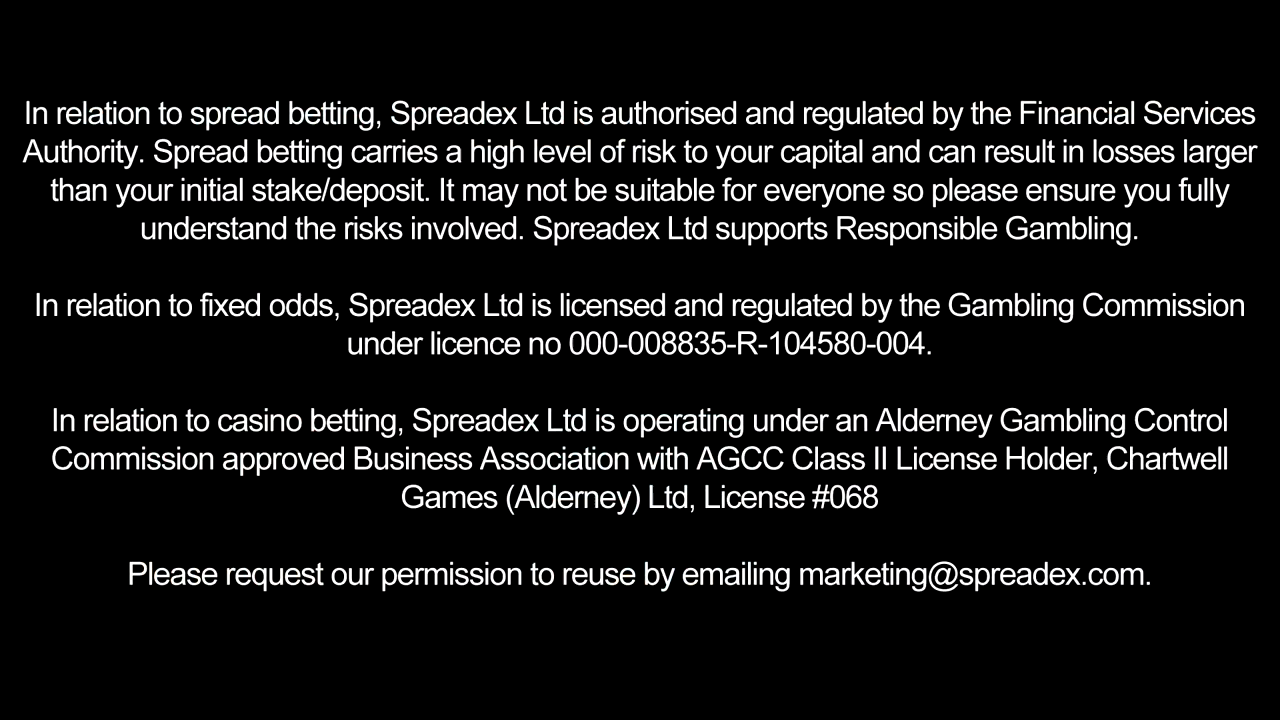 In relation to spread betting, Spreadex Ltd is authorised and regulated by the Financial Services
Authority. Spread betting carries a high level of risk to your capital and can result in losses larger
than your initial stake/deposit. It may not be suitable for everyone so please ensure you fully
understand the risks involved. Spreadex Ltd supports Responsible Gambling.
In relation to fixed odds, Spreadex Ltd is licensed and regulated by the Gambling Commission
under licence no 000-008835-R-104580-004.
In relation to casino betting, Spreadex Ltd is operating under an Alderney Gambling Control
Commission approved Business Association with AGCC Class II License Holder, Chartwell
Games (Alderney) Ltd, License #068
Please request our permission to reuse by emailing marketing@spreadex.com.